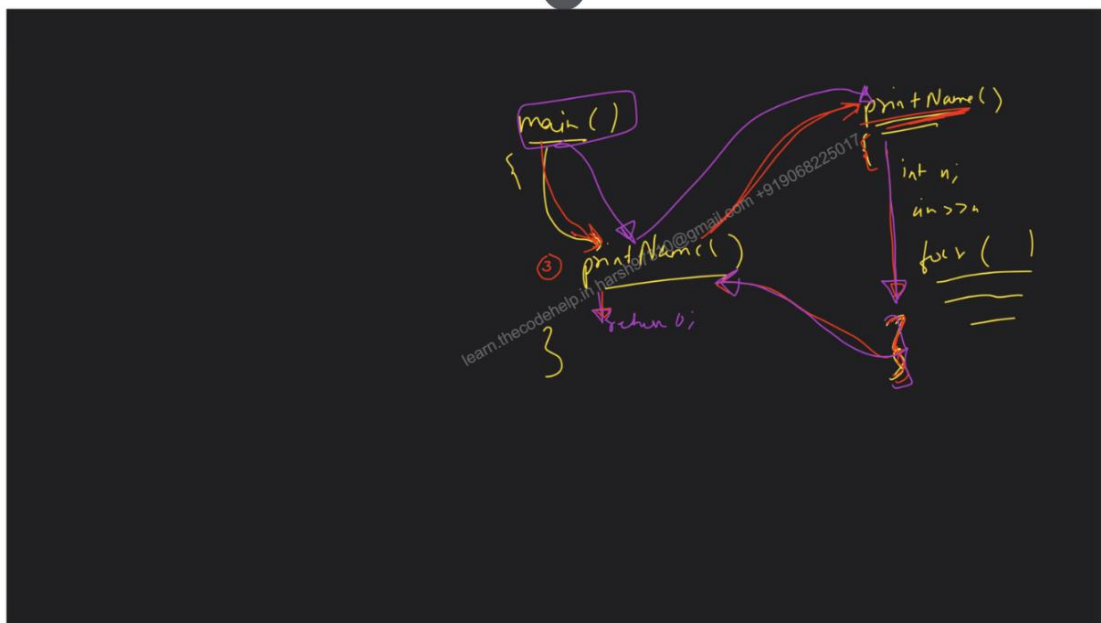 main()
{
③ printName()
return 0;
}
printName()
{
int n;
cin>>n
for( )
}
learn.thecodehelp.in